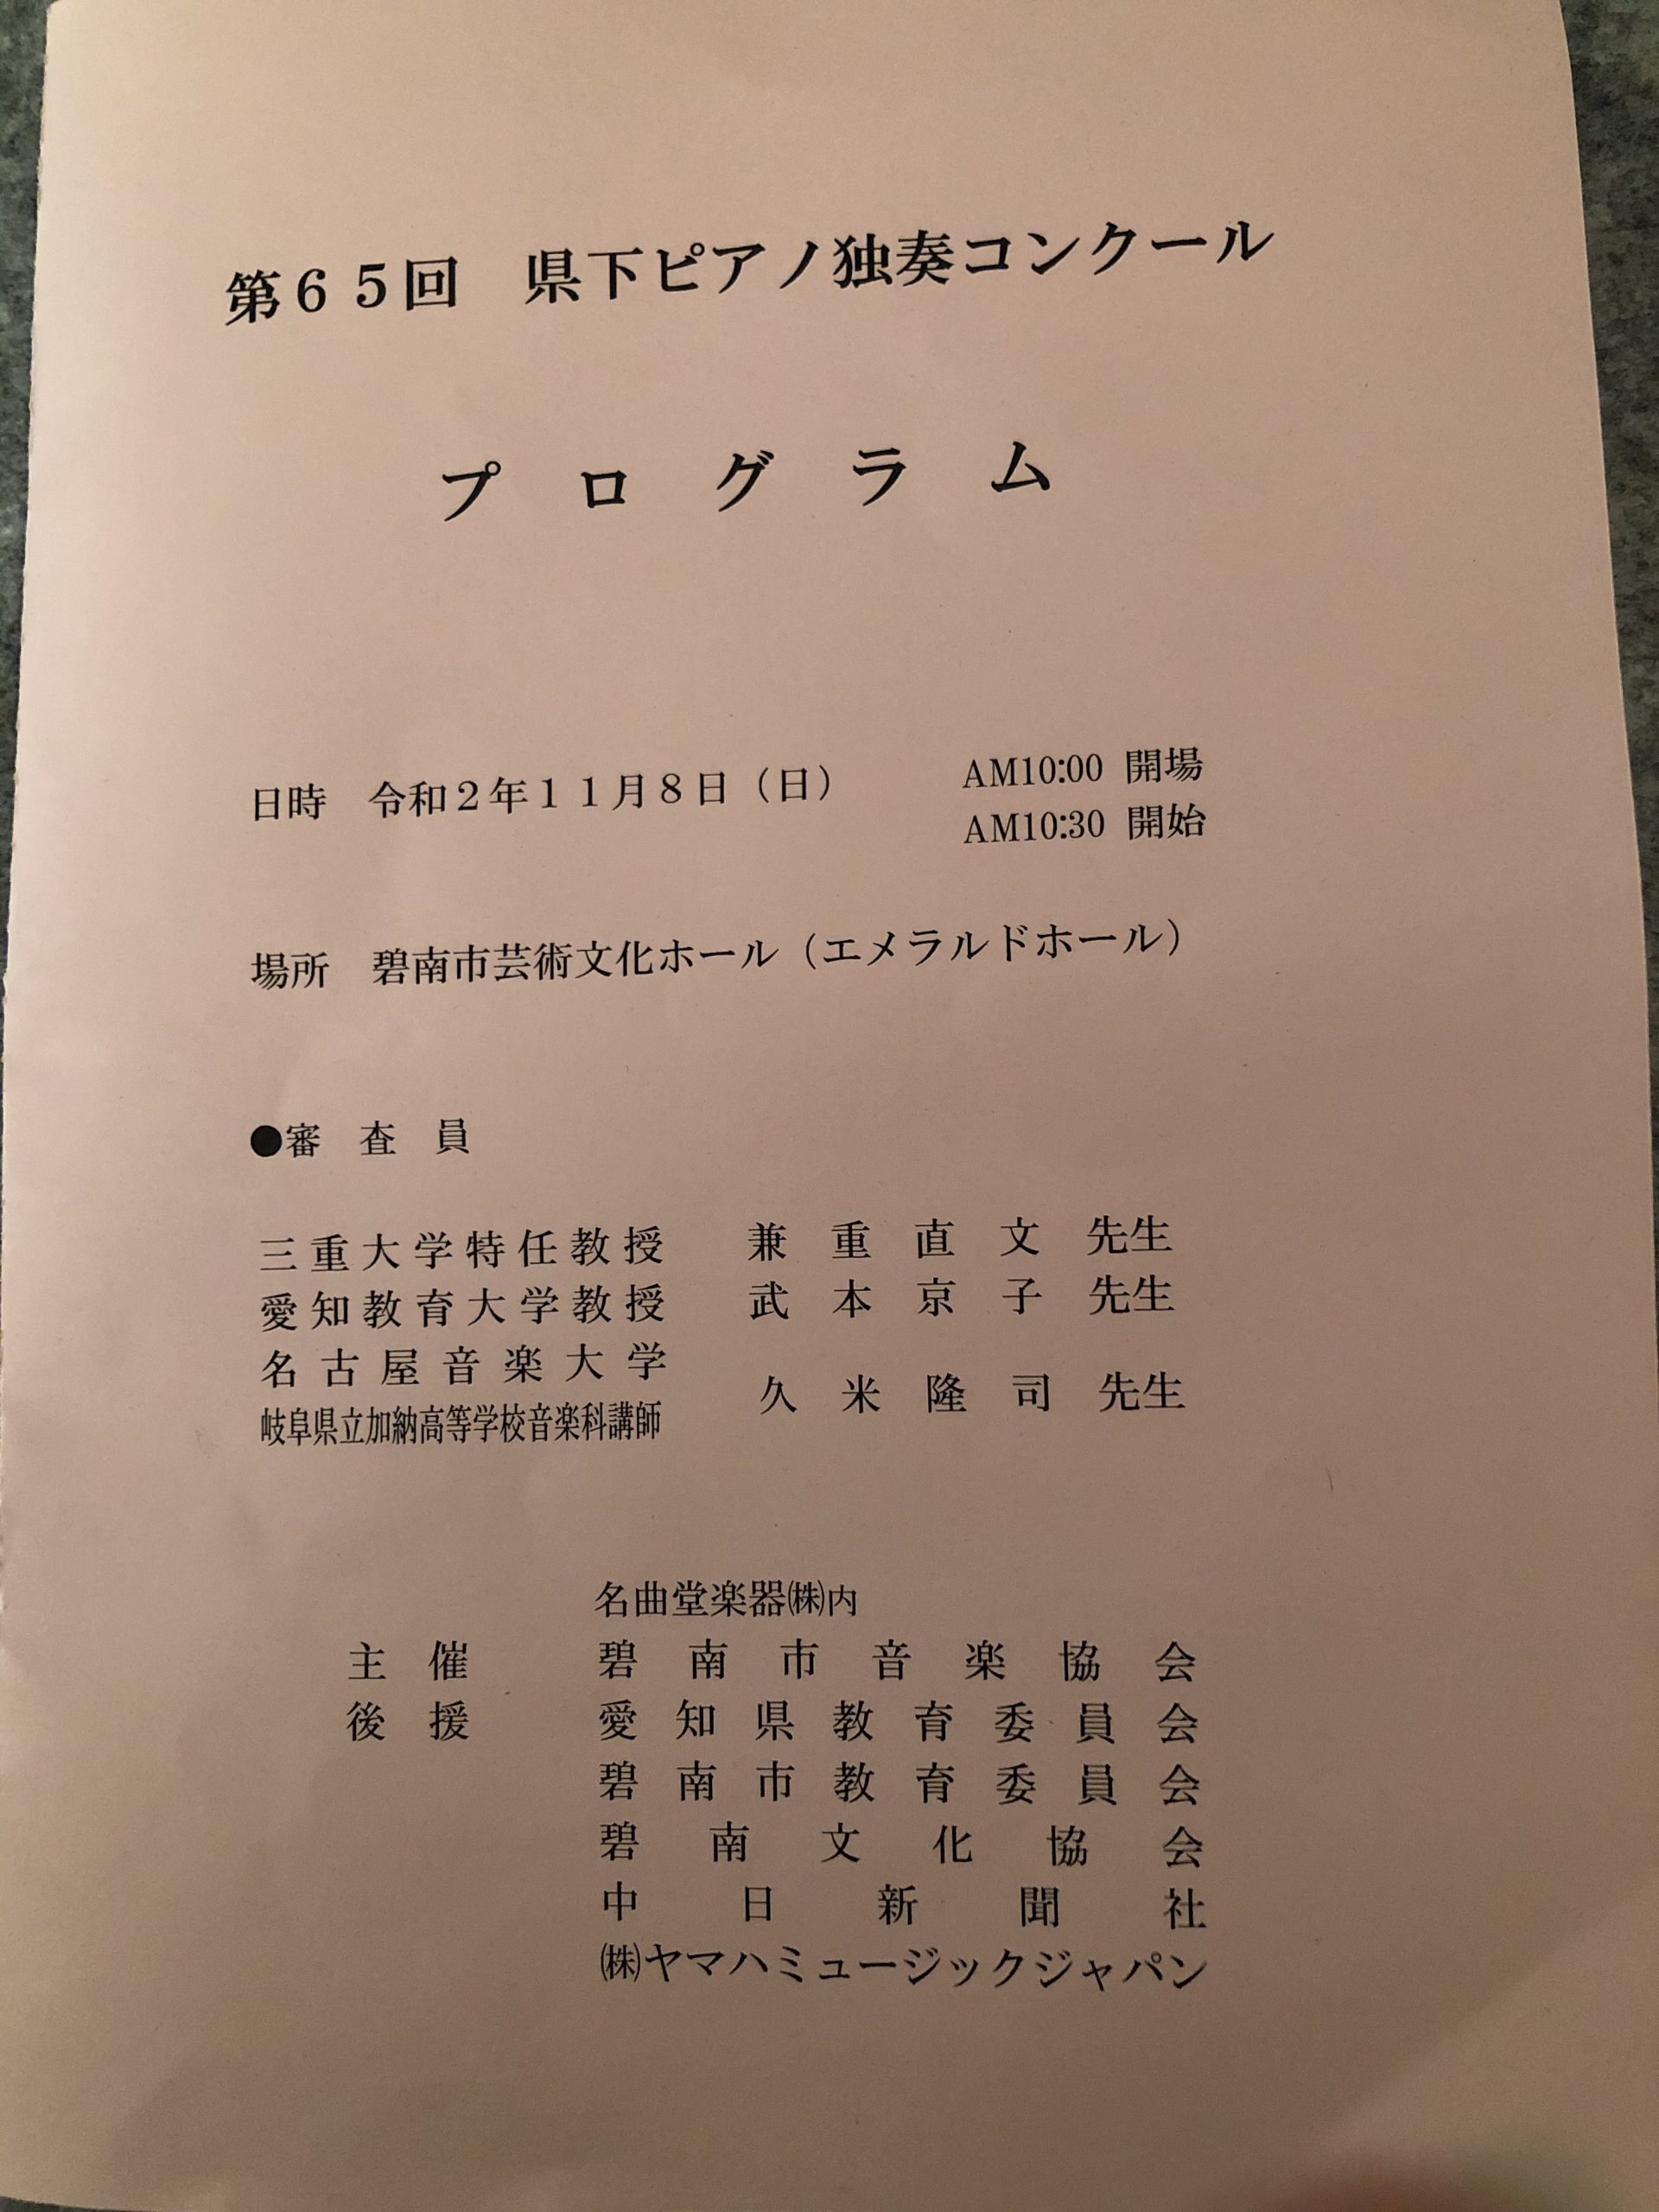 第６５回　県下ピアノ独奏コンクール
プログラム
日時　令和２年１１月８日（日）　AM10:00 開場
AM10:30 開始
場所　碧南市芸術文化ホール（エメラルドホール）
●審査員
三重大学特任教授　兼重直文　先生
愛知教育大学教授　武本京子　先生
名古屋音楽大学
岐阜県立加納高等学校音楽科講師　久米隆司　先生
名曲堂楽器㈱内
主催　碧南市音楽協会
後援　愛知県教育委員会
碧南市教育委員会
碧南文化協会
中日新聞社
㈱ヤマハミュージックジャパン